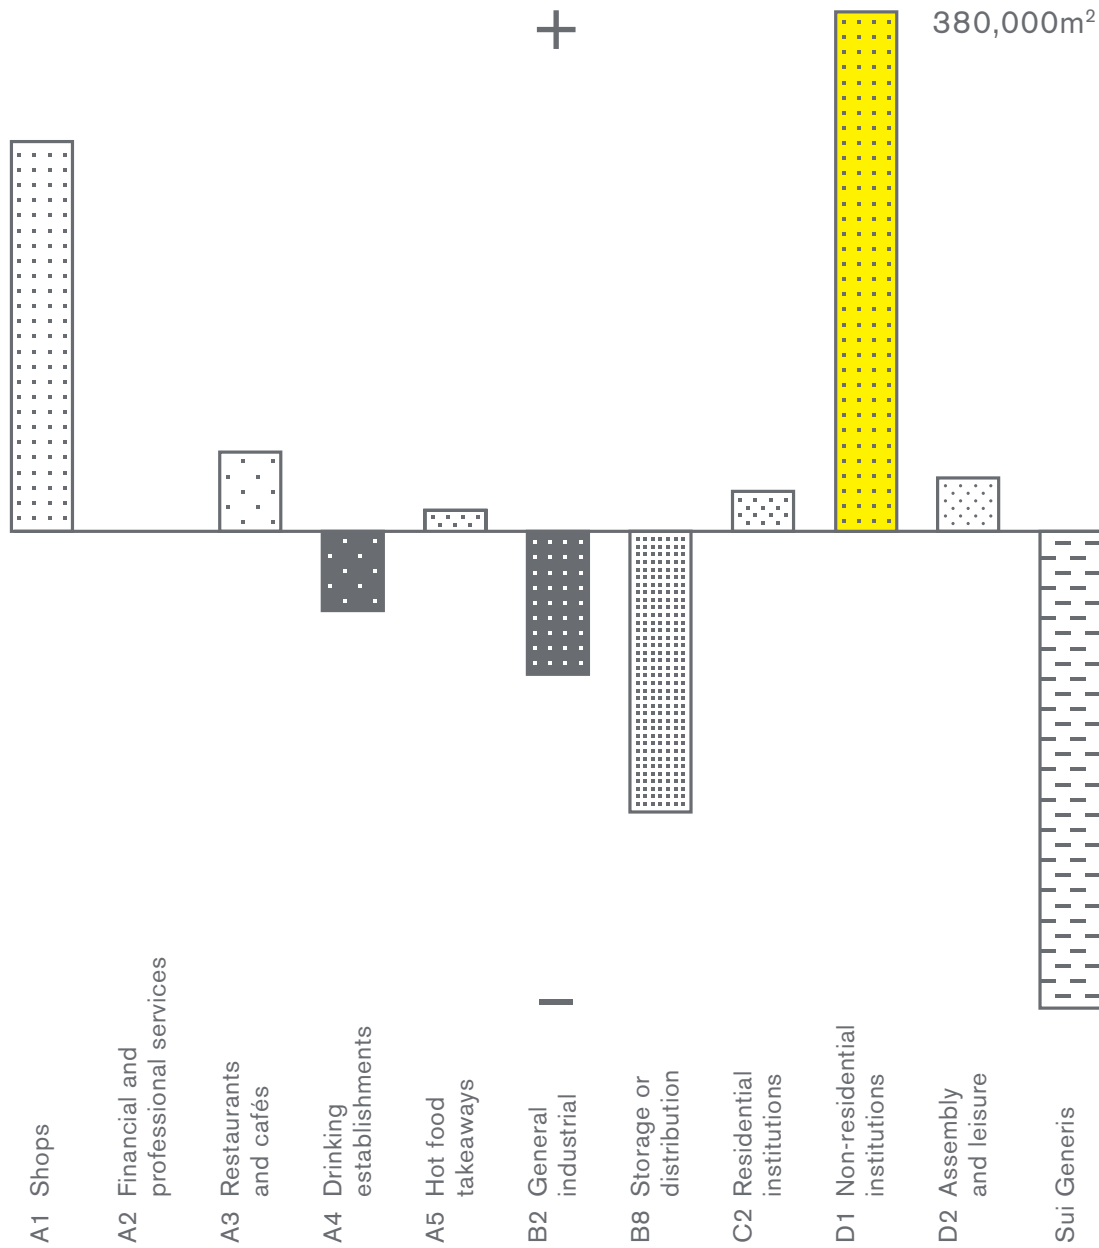 +
380,000m²
−
A1 Shops
A2 Financial and
professional services
A3 Restaurants
and cafés
A4 Drinking
establishments
A5 Hot food
takeaways
B2 General
industrial
B8 Storage or
distribution
C2 Residential
institutions
D1 Non-residential
institutions
D2 Assembly
and leisure
Sui Generis